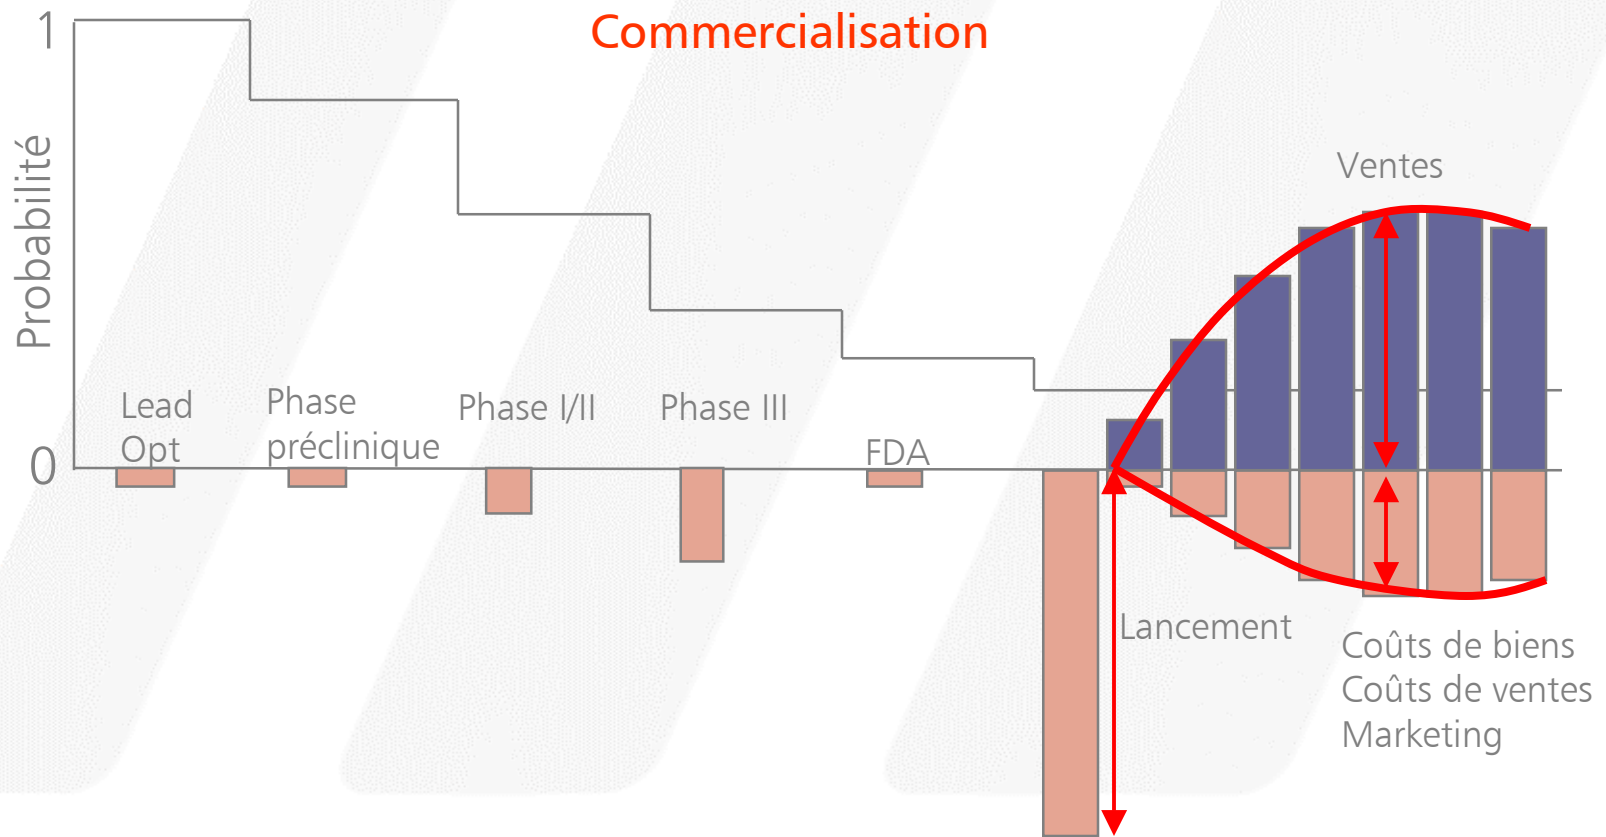 Commercialisation
1
Probabilité
0
Lead
Opt
Phase
préclinique
Phase I/II
Phase III
FDA
Ventes
Lancement
Coûts de biens
Coûts de ventes
Marketing